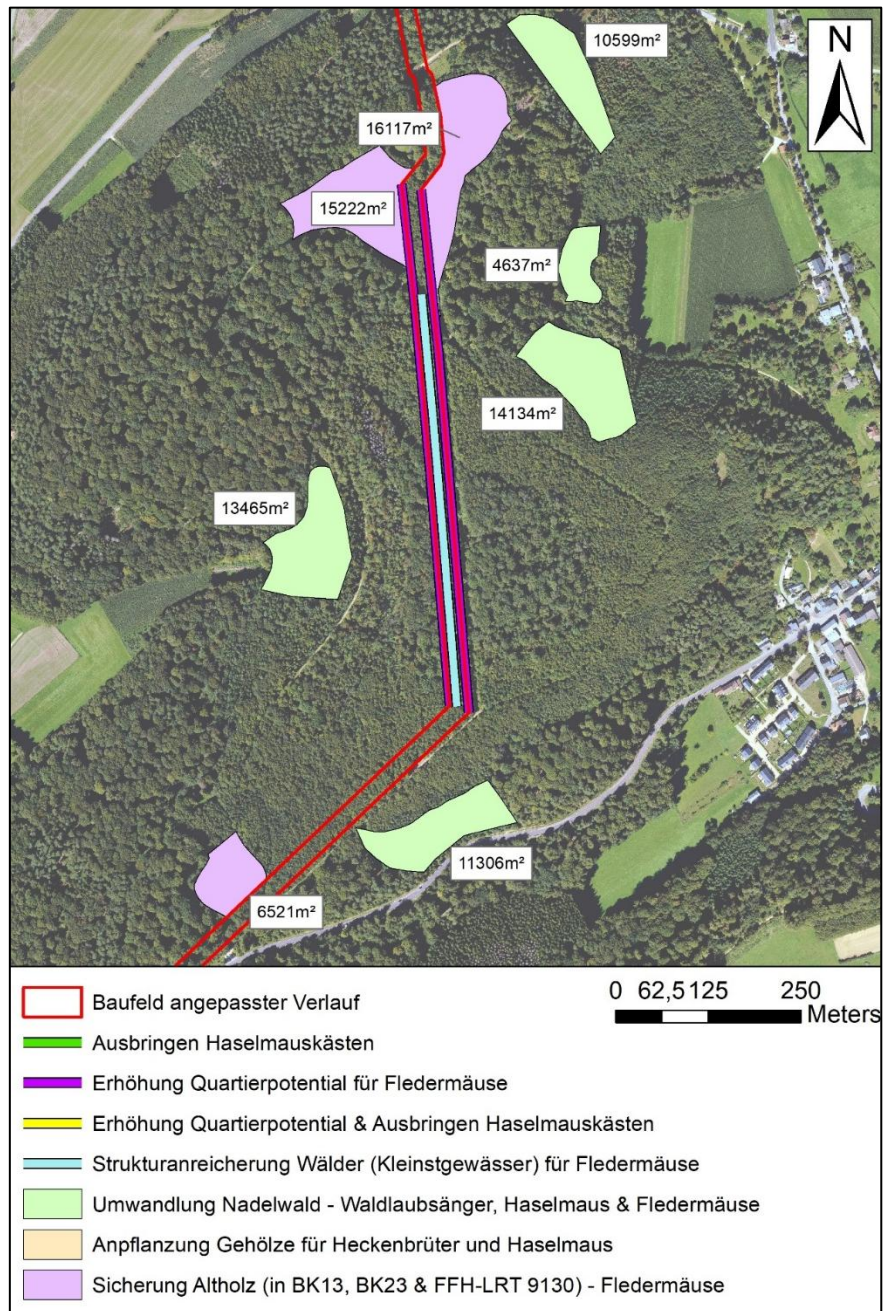 N
10599m²
16117m²
15222m²
4637m²
14134m²
13465m²
11306m²
6521m²
0 62,5 125 250
Meters
Baufeld angepasster Verlauf
Ausbringen Haselmauskästen
Erhöhung Quartierpotential für Fledermäuse
Erhöhung Quartierpotential & Ausbringen Haselmauskästen
Strukturanreicherung Wälder (Kleinstgewässer) für Fledermäuse
Umwandlung Nadelwald - Waldlaubsänger, Haselmaus & Fledermäuse
Anpflanzung Gehölze für Heckenbrüter und Haselmaus
Sicherung Altholz (in BK13, BK23 & FFH-LRT 9130) - Fledermäuse